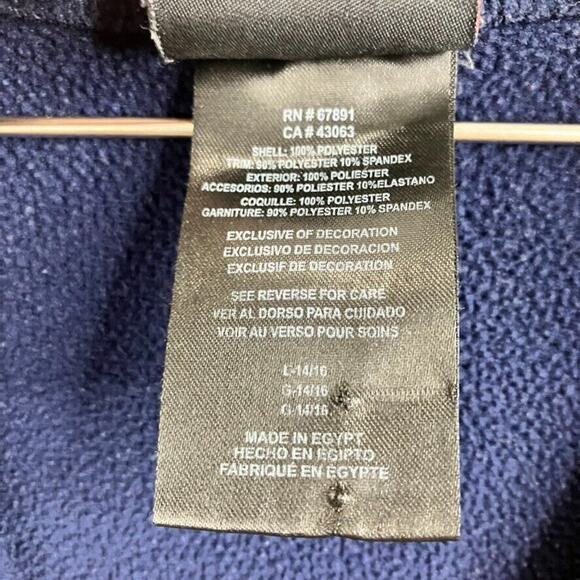 RN # 67891
CA # 43063
SHELL: 100% POLYESTER
TRIM: 90% POLYESTER 10% SPANDEX
EXTERIOR: 100% POLIESTER
ACCESORIOS: 90% POLIESTER 10%ELASTANO
COQUILLE: 100% POLYESTER
GARNITURE: 90% POLYESTER 10% SPANDEX
EXCLUSIVE OF DECORATION
EXCLUSIVO DE DECORACION
EXCLUSIF DE DECORATION
SEE REVERSE FOR CARE
VER AL DORSO PARA CUIDADO
VOIR AU VERSO POUR SOINS
L-14/16
G-14/16
G-14/16
MADE IN EGYPT
HECHO EN EGIPTO
FABRIQUÉ EN ÉGYPTE